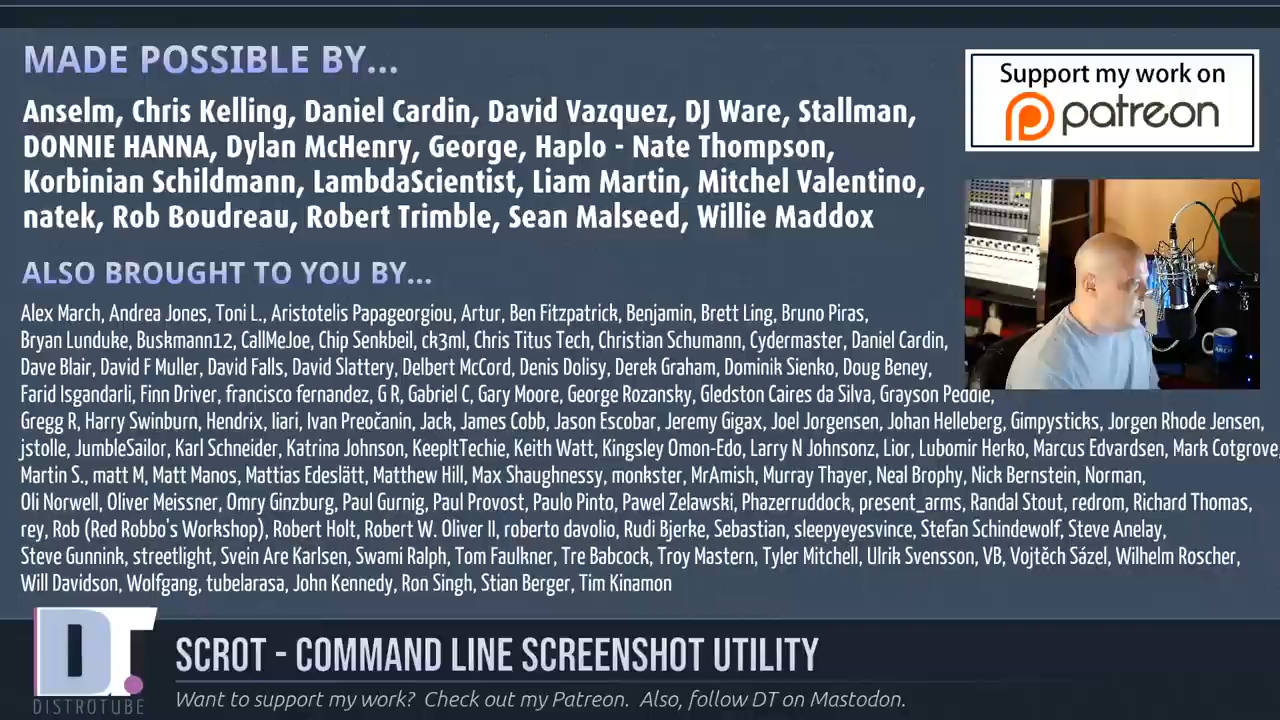 MADE POSSIBLE BY...
Anselm, Chris Kelling, Daniel Cardin, David Vazquez, DJ Ware, Stallman,
DONNIE HANNA, Dylan McHenry, George, Haplo - Nate Thompson,
Korbinian Schildmann, LambdaScientist, Liam Martin, Mitchel Valentino,
natek, Rob Boudreau, Robert Trimble, Sean Malseed, Willie Maddox
Support my work on
patreon
ALSO BROUGHT TO YOU BY...
Alex March, Andrea Jones, Toni L., Aristotelis Papageorgiou, Artur, Ben Fitzpatrick, Benjamin, Brett Ling, Bruno Piras,
Bryan Lunduke, Buskmann12, CallMeJoe, Chip Senkbeil, ck3ml, Chris Titus Tech, Christian Schumann, Cydermaster, Daniel Cardin,
Dave Blair, David F Muller, David Falls, David Slattery, Delbert McCord, Denis Dolisy, Derek Graham, Dominik Sienko, Doug Beney,
Farid Isgandarli, Finn Driver, francisco fernandez, G R, Gabriel C, Gary Moore, George Rozansky, Gledston Caires da Silva, Grayson Peddie,
Gregg R, Harry Swinburn, Hendrix, Iiari, Ivan Preočanin, Jack, James Cobb, Jason Escobar, Jeremy Gigax, Joel Jorgensen, Johan Helleberg, Gimpysticks, Jorgen Rhode Jensen,
jstolle, JumbleSailor, Karl Schneider, Katrina Johnson, KeepItTechie, Keith Watt, Kingsley Omon-Edo, Larry N Johnsonz, Lior, Lubomir Herko, Marcus Edvardsen, Mark Cotgrove,
Martin S., matt M, Matt Manos, Mattias Edeslätt, Matthew Hill, Max Shaughnessy, monkster, MrAmish, Murray Thayer, Neal Brophy, Nick Bernstein, Norman,
Oli Norwell, Oliver Meissner, Omry Ginzburg, Paul Gurnig, Paul Provost, Paulo Pinto, Pawel Zelawski, Phazerruddock, present_arms, Randal Stout, redrom, Richard Thomas,
rey, Rob (Red Robbo's Workshop), Robert Holt, Robert W. Oliver II, roberto davolio, Rudi Bjerke, Sebastian, sleepyeyesvince, Stefan Schindewolf, Steve Anelay,
Steve Gunnink, streetlight, Svein Are Karlsen, Swami Ralph, Tom Faulkner, Tre Babcock, Troy Mastern, Tyler Mitchell, Ulrik Svensson, VB, Vojtěch Sázel, Wilhelm Roscher,
Will Davidson, Wolfgang, tubelarasa, John Kennedy, Ron Singh, Stian Berger, Tim Kinamon
DT.
DISTROTUBE
SCROT - COMMAND LINE SCREENSHOT UTILITY
Want to support my work? Check out my Patreon. Also, follow DT on Mastodon.